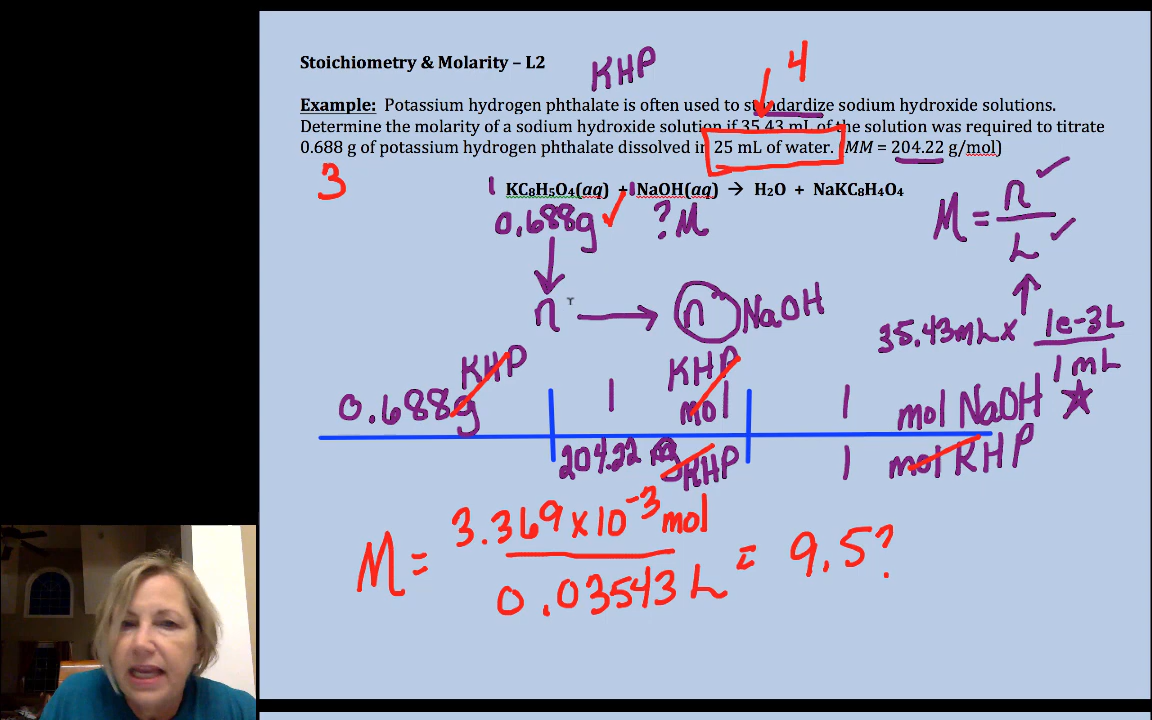 Stoichiometry & Molarity – L2
KHP
4
Example: Potassium hydrogen phthalate is often used to standardize sodium hydroxide solutions.
Determine the molarity of a sodium hydroxide solution if 35.43 mL of the solution was required to titrate
0.688 g of potassium hydrogen phthalate dissolved in 25 mL of water. (MM = 204.22 g/mol)
3
1 KC₈H₅O₄(aq) + 1 NaOH(aq) → H₂O + NaKC₈H₄O₄
0.688g ✓ ? M
M = n ✓
L ✓
n → n NaOH
35.43mL x 1e-3L
1 mL
KHP KHP
0.688g 1 mol 1 mol NaOH ★
204.22 g KHP 1 mol KHP
M = 3.369 x 10⁻³ mol = 9.5?
0.03543 L